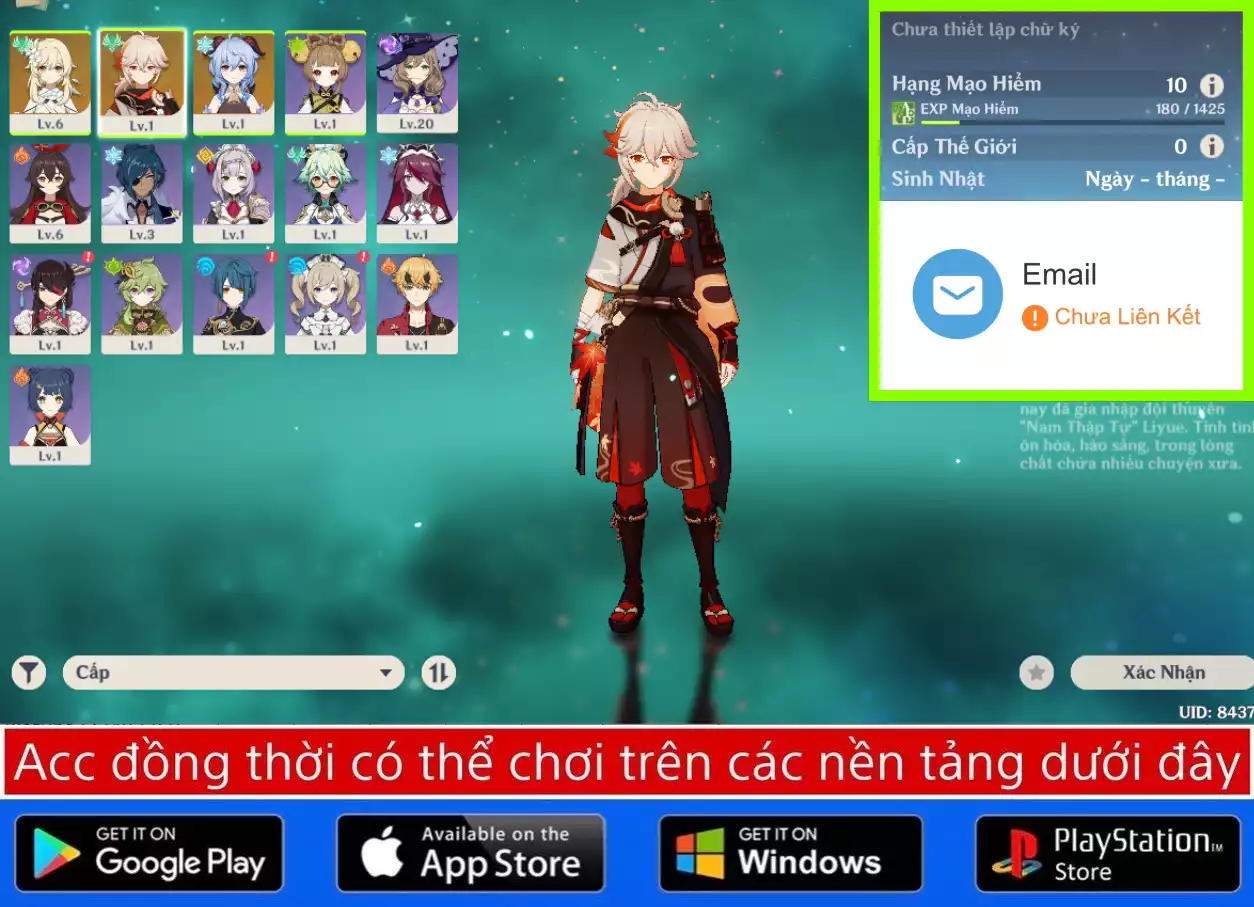 Chưa thiết lập chữ ký
Hạng Mạo Hiểm 10
EXP Mạo Hiểm 180 / 1425
Cấp Thế Giới 0
Sinh Nhật Ngày - tháng -
Email
! Chưa Liên Kết
Lv.6 Lv.1 Lv.1 Lv.1 Lv.20
Lv.6 Lv.3 Lv.1 Lv.1 Lv.1
Lv.1 Lv.1 Lv.1 Lv.1 Lv.1
Lv.1
nay đã gia nhập đội thuyền
"Nam Thập Tự" Liyue. Tính tình
ôn hòa, hào sảng, trong lòng
chất chứa nhiều chuyện xưa.
Cấp
Xác Nhận
UID: 8437
Acc đồng thời có thể chơi trên các nền tảng dưới đây
GET IT ON
Google Play
Available on the
App Store
GET IT ON
Windows
PlayStation TM
Store